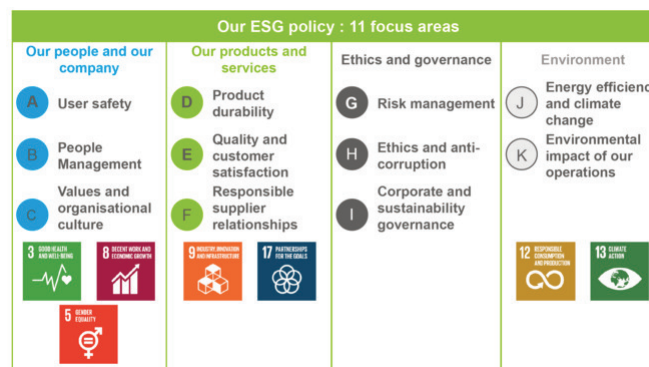 Our ESG policy : 11 focus areas
Our people and our
company
A
User safety
B
People
Management
C
Values and
organisational
culture
3 GOOD HEALTH
AND WELL-BEING
8 DECENT WORK AND
ECONOMIC GROWTH
5 GENDER
EQUALITY
Our products and
services
D
Product
durability
E
Quality and
customer
satisfaction
F
Responsible
supplier
relationships
9 INDUSTRY, INNOVATION
AND INFRASTRUCTURE
17 PARTNERSHIPS
FOR THE GOALS
Ethics and governance
G
Risk management
H
Ethics and anti-
corruption
I
Corporate and
sustainability
governance
Environment
J
Energy efficienc
and climate
change
K
Environmental
impact of our
operations
12 RESPONSIBLE
CONSUMPTION
AND PRODUCTION
13 CLIMATE
ACTION